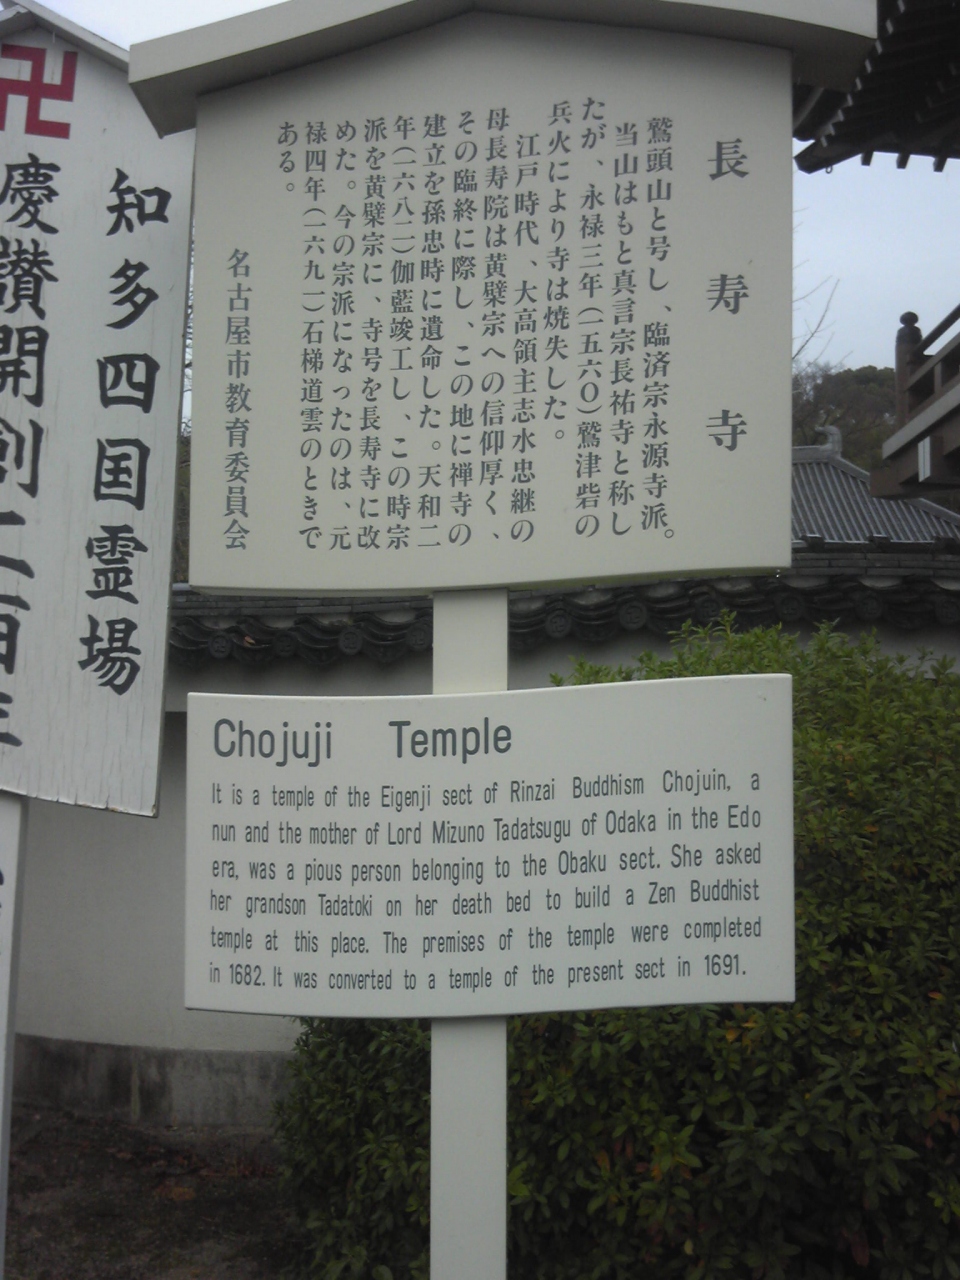 長寿寺
鷲頭山と号し、臨済宗永源寺派。
当山はもと真言宗長祐寺と称し
たが、永禄三年(一五六〇)鷲津砦の
兵火により寺は焼失した。
江戸時代、大高領主志水忠継の
母長寿院は黄檗宗への信仰厚く、
その臨終に際し、この地に禅寺の
建立を孫忠時に遺命した。天和二
年(一六八二)伽藍竣工し、この時宗
派を黄檗宗に、寺号を長寿寺に改
めた。今の宗派になったのは、元
禄四年(一六九一)石梯道雲のときで
ある。
名古屋市教育委員会
知多四国霊場
慶讃開創二百年
Chojuji Temple
It is a temple of the Eigenji sect of Rinzai Buddhism Chojuin, a
nun and the mother of Lord Mizuno Tadatsugu of Odaka in the Edo
era, was a pious person belonging to the Obaku sect. She asked
her grandson Tadatoki on her death bed to build a Zen Buddhist
temple at this place. The premises of the temple were completed
in 1682. It was converted to a temple of the present sect in 1691.